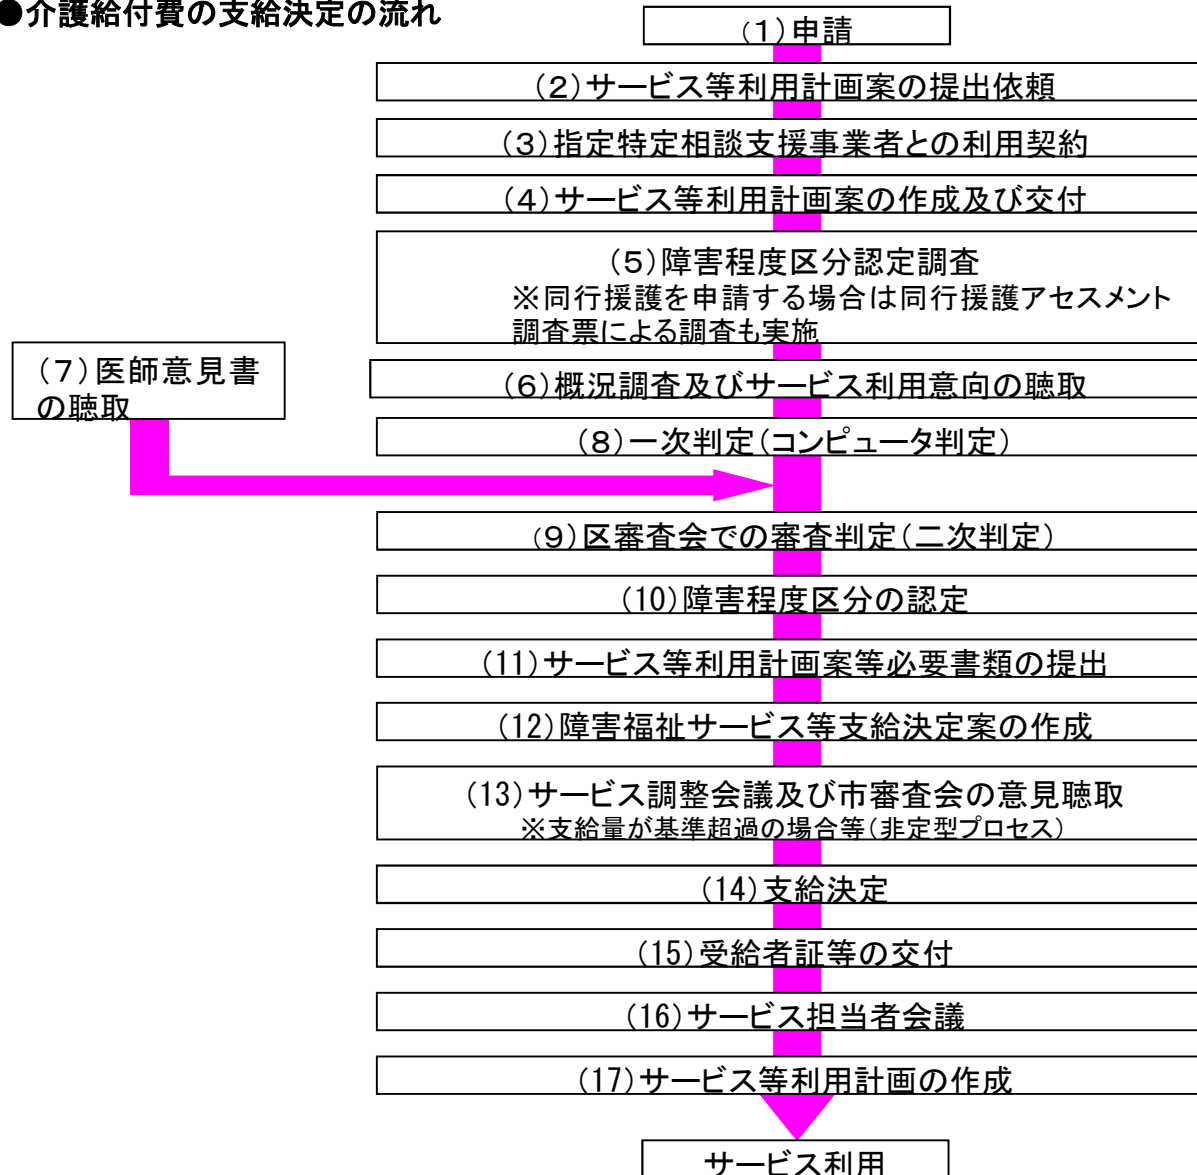 ●介護給付費の支給決定の流れ
(1)申請
(2)サービス等利用計画案の提出依頼
(3)指定特定相談支援事業者との利用契約
(4)サービス等利用計画案の作成及び交付
(5)障害程度区分認定調査
※同行援護を申請する場合は同行援護アセスメント
調査票による調査も実施
(6)概況調査及びサービス利用意向の聴取
(7)医師意見書
の聴取
(8)一次判定(コンピュータ判定)
(9)区審査会での審査判定(二次判定)
(10)障害程度区分の認定
(11)サービス等利用計画案等必要書類の提出
(12)障害福祉サービス等支給決定案の作成
(13)サービス調整会議及び市審査会の意見聴取
※支給量が基準超過の場合等(非定型プロセス)
(14)支給決定
(15)受給者証等の交付
(16)サービス担当者会議
(17)サービス等利用計画の作成
サービス利用